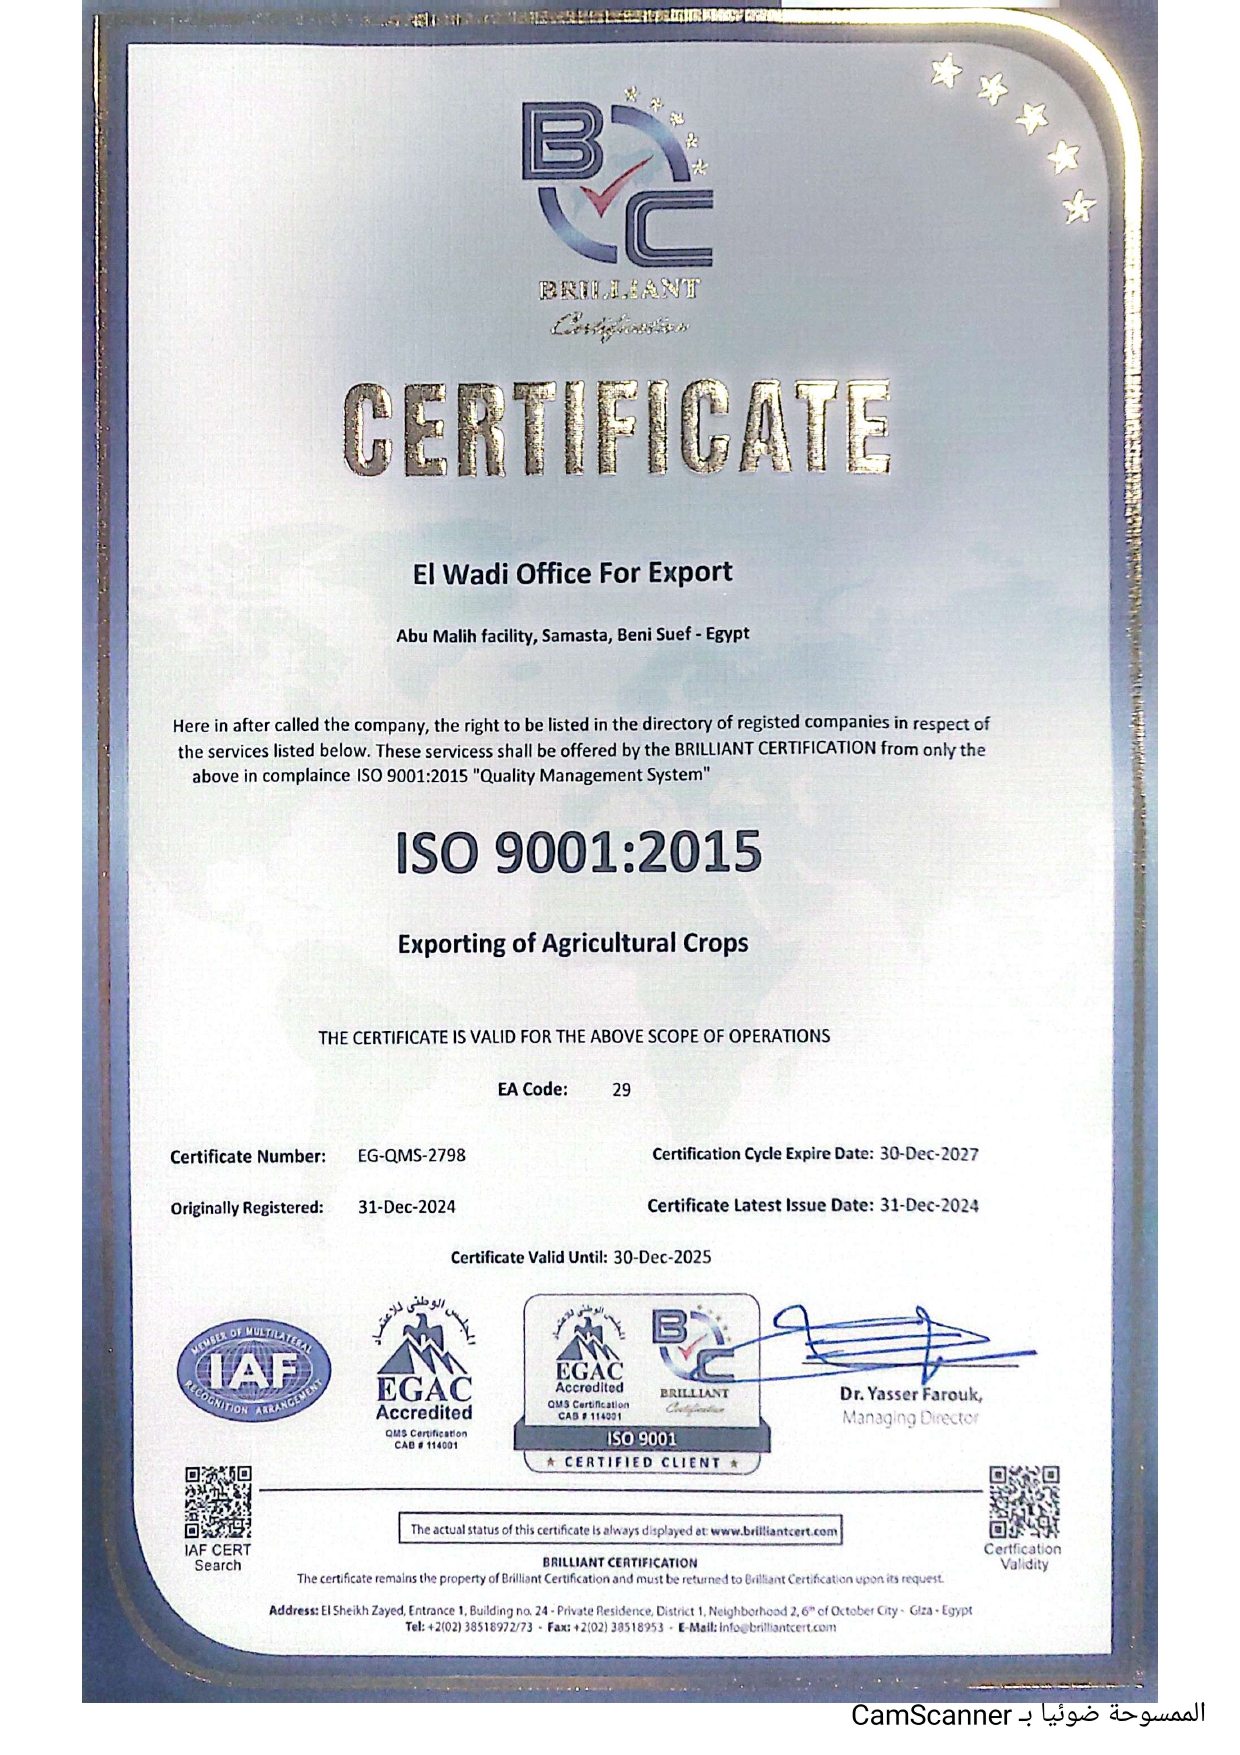 BC
BRILLIANT
Certification
CERTIFICATE
El Wadi Office For Export
Abu Malih facility, Samasta, Beni Suef - Egypt
Here in after called the company, the right to be listed in the directory of registed companies in respect of
the services listed below. These servicess shall be offered by the BRILLIANT CERTIFICATION from only the
above in complaince ISO 9001:2015 "Quality Management System"
ISO 9001:2015
Exporting of Agricultural Crops
THE CERTIFICATE IS VALID FOR THE ABOVE SCOPE OF OPERATIONS
EA Code: 29
Certificate Number: EG-QMS-2798 Certification Cycle Expire Date: 30-Dec-2027
Originally Registered: 31-Dec-2024 Certificate Latest Issue Date: 31-Dec-2024
Certificate Valid Until: 30-Dec-2025
MEMBER OF MULTILATERAL
IAF
RECOGNITION ARRANGEMENT
المجلس الوطني للاعتماد
EGAC
Accredited
QMS Certification
CAB # 114001
المجلس الوطني للاعتماد
EGAC
Accredited
QMS Certification
CAB # 114001
BC
BRILLIANT
Certification
ISO 9001
★ CERTIFIED CLIENT ★
Dr. Yasser Farouk,
Managing Director
IAF CERT
Search
Certfication
Validity
The actual status of this certificate is always displayed at: www.brilliantcert.com
BRILLIANT CERTIFICATION
The certificate remains the property of Brilliant Certification and must be returned to Brilliant Certification upon its request.
Address: El Sheikh Zayed, Entrance 1, Building no. 24 - Private Residence, District 1, Neighborhood 2, 6th of October City - Giza - Egypt
Tel: +2(02) 38518972/73 - Fax: +2(02) 38518953 - E-Mail: info@brilliantcert.com
الممسوحة ضوئيا بـ CamScanner